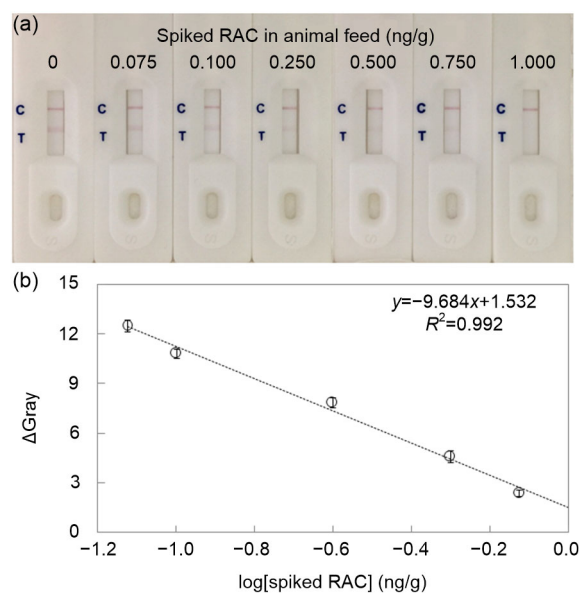 (a)
Spiked RAC in animal feed (ng/g)
0 0.075 0.100 0.250 0.500 0.750 1.000
C C C C C C C
T T T T T T T
(b)
15
12
9
6
3
0
ΔGray
y=−9.684x+1.532
R²=0.992
−1.2 −1.0 −0.8 −0.6 −0.4 −0.2 0.0
log[spiked RAC] (ng/g)